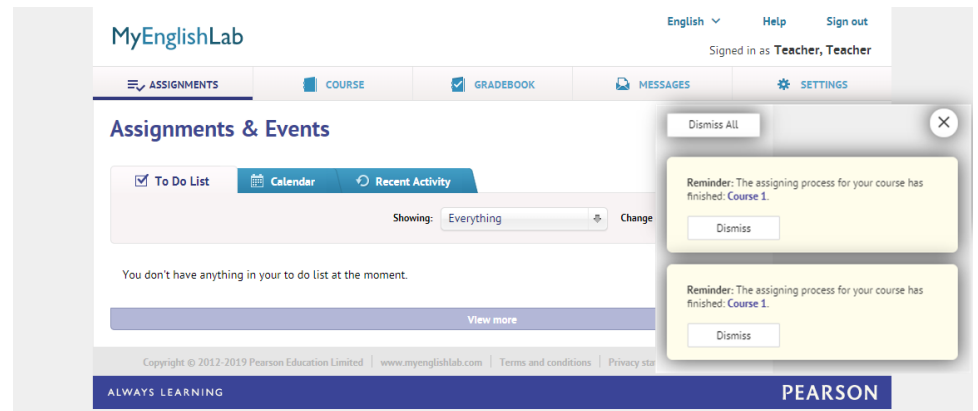 English Help Sign out
MyEnglishLab
Signed in as Teacher, Teacher
ASSIGNMENTS COURSE GRADEBOOK MESSAGES SETTINGS
Assignments & Events
To Do List Calendar Recent Activity
Showing: Everything Change
You don't have anything in your to do list at the moment.
View more
Copyright © 2012-2019 Pearson Education Limited | www.myenglishlab.com | Terms and conditions | Privacy
ALWAYS LEARNING PEARSON
Dismiss All
Reminder: The assigning process for your course has
finished: Course 1.
Dismiss
Reminder: The assigning process for your course has
finished: Course 1.
Dismiss